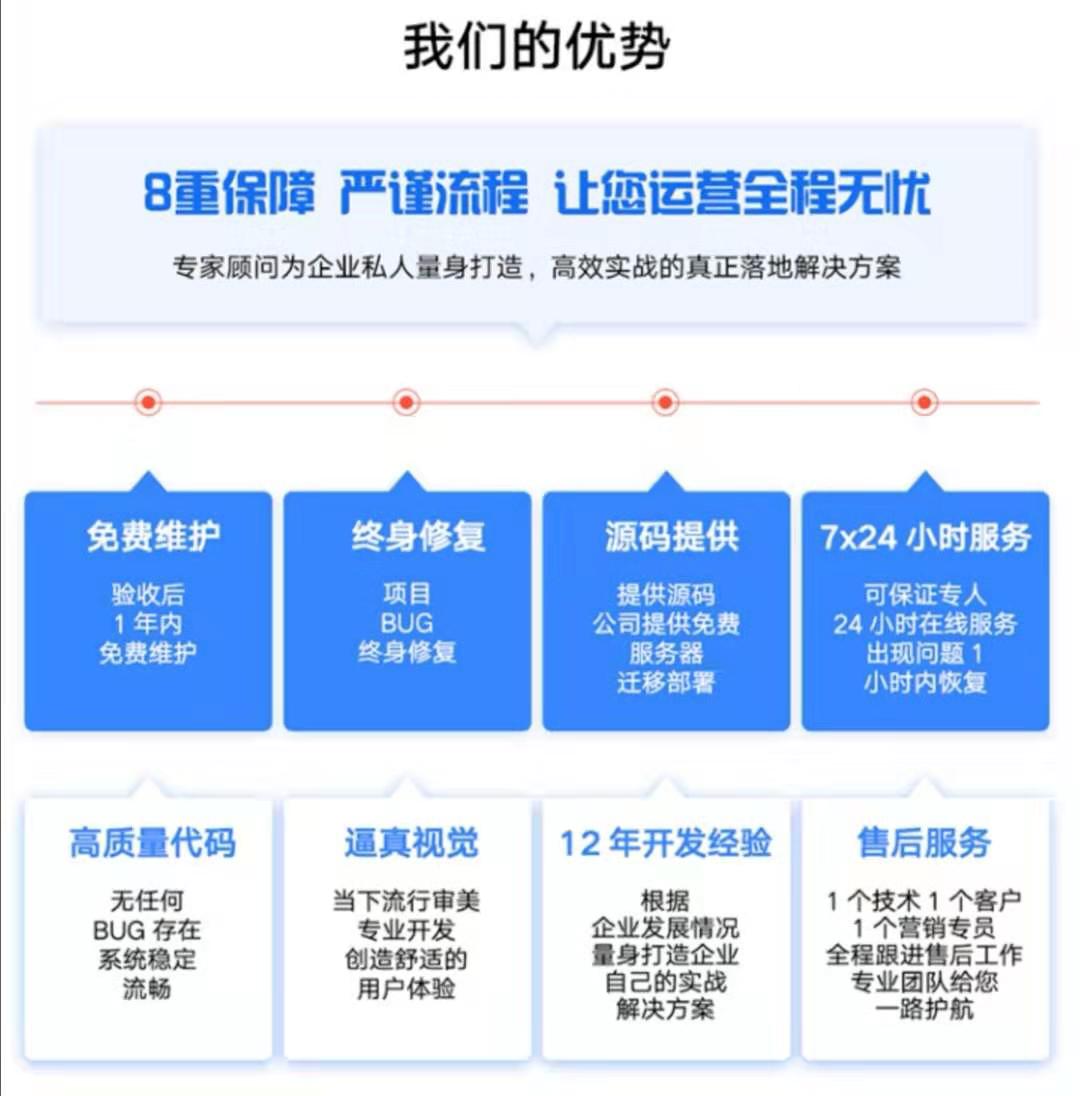 我们的优势
8重保障 严谨流程 让您运营全程无忧
专家顾问为企业私人量身打造，高效实战的真正落地解决方案
免费维护
验收后
1 年内
免费维护
终身修复
项目
BUG
终身修复
源码提供
提供源码
公司提供免费
服务器
迁移部署
7x24 小时服务
可保证专人
24 小时在线服务
出现问题 1
小时内恢复
高质量代码
无任何
BUG 存在
系统稳定
流畅
逼真视觉
当下流行审美
专业开发
创造舒适的
用户体验
12 年开发经验
根据
企业发展情况
量身打造企业
自己的实战
解决方案
售后服务
1 个技术 1 个客户
1 个营销专员
全程跟进售后工作
专业团队给您
一路护航